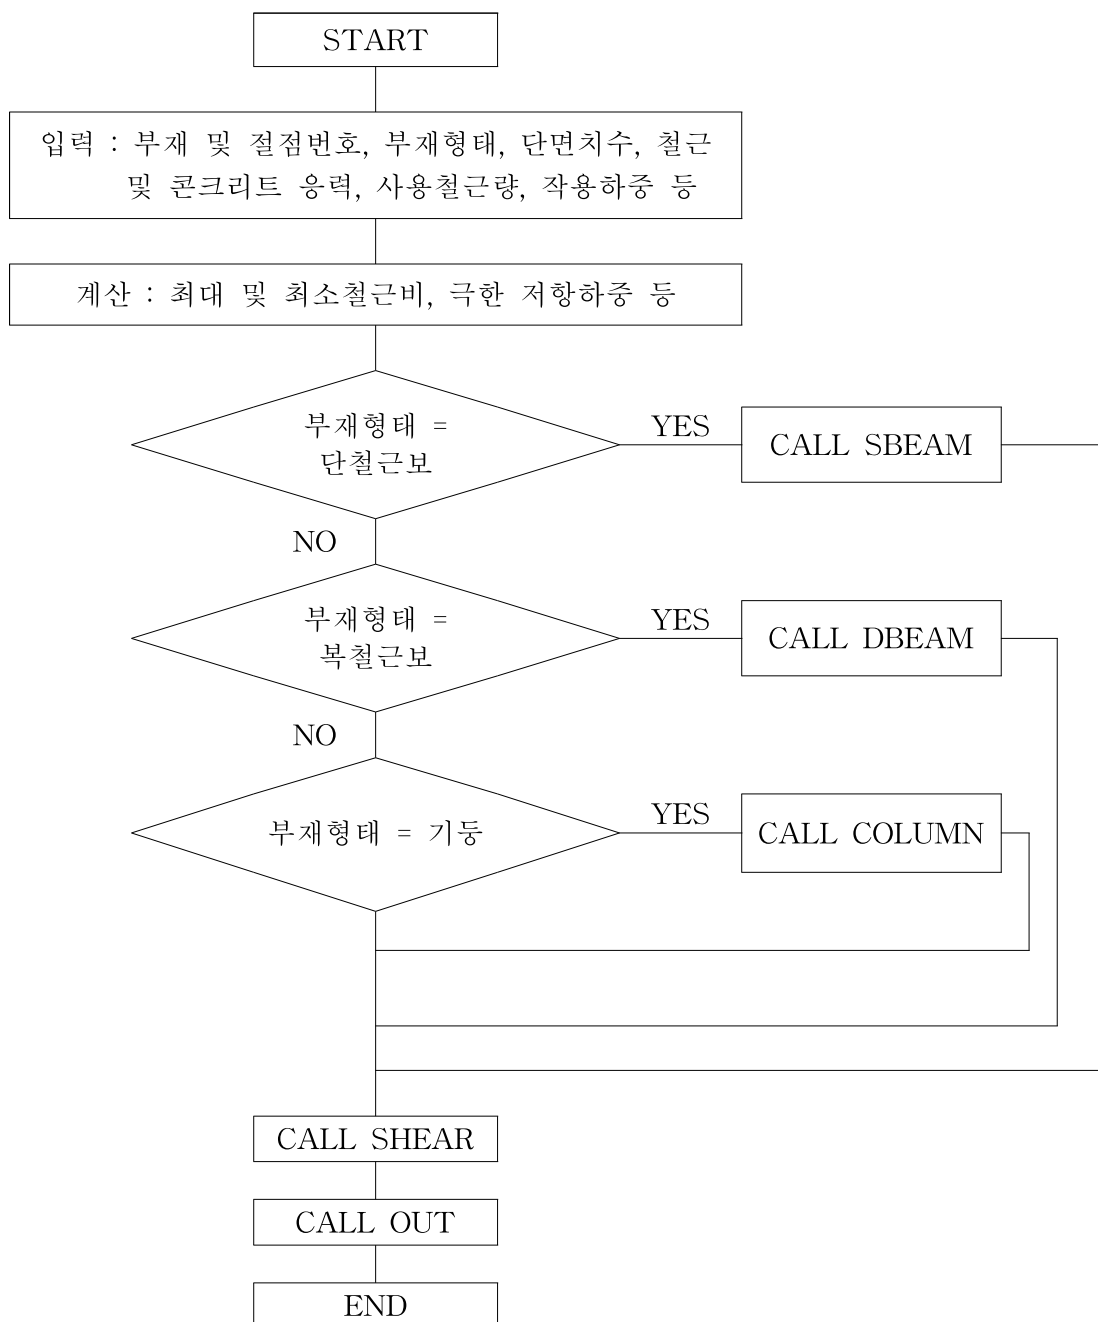 START
입력 : 부재 및 절점번호, 부재형태, 단면치수, 철근
및 콘크리트 응력, 사용철근량, 작용하중 등
계산 : 최대 및 최소철근비, 극한 저항하중 등
부재형태 =
단철근보
YES
CALL SBEAM
NO
부재형태 =
복철근보
YES
CALL DBEAM
NO
부재형태 = 기둥
YES
CALL COLUMN
CALL SHEAR
CALL OUT
END